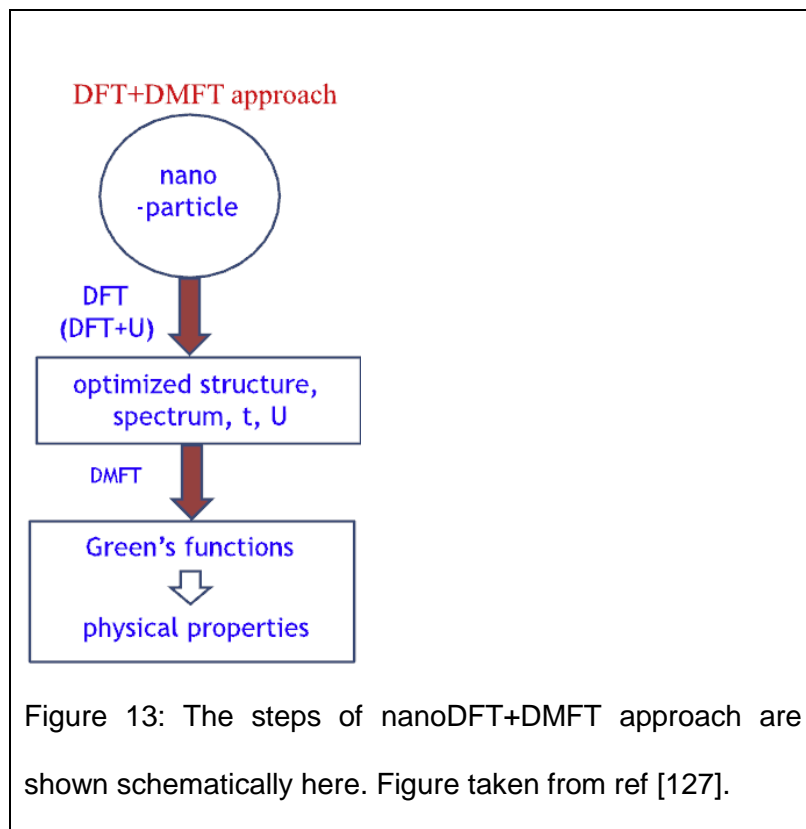 DFT+DMFT approach
nano
-particle
DFT
(DFT+U)
optimized structure,
spectrum, t, U
DMFT
Green's functions
physical properties
Figure 13: The steps of nanoDFT+DMFT approach are
shown schematically here. Figure taken from ref [127].